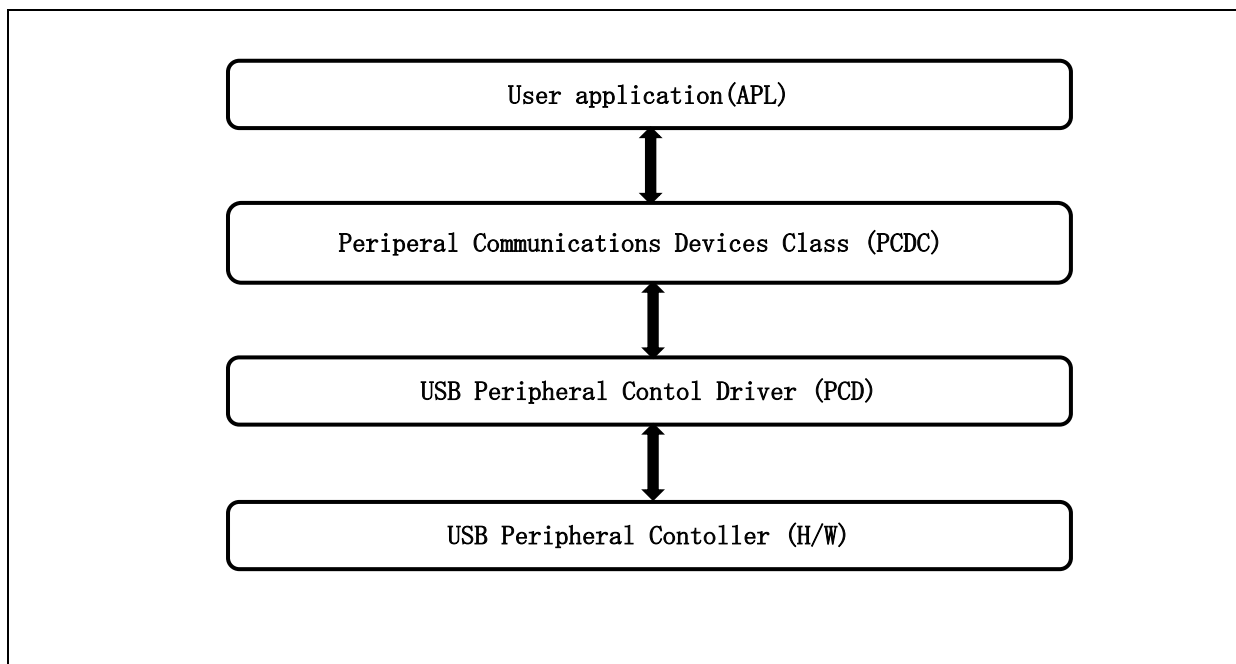 User application(APL)
Periperal Communications Devices Class (PCDC)
USB Peripheral Contol Driver (PCD)
USB Peripheral Contoller (H/W)